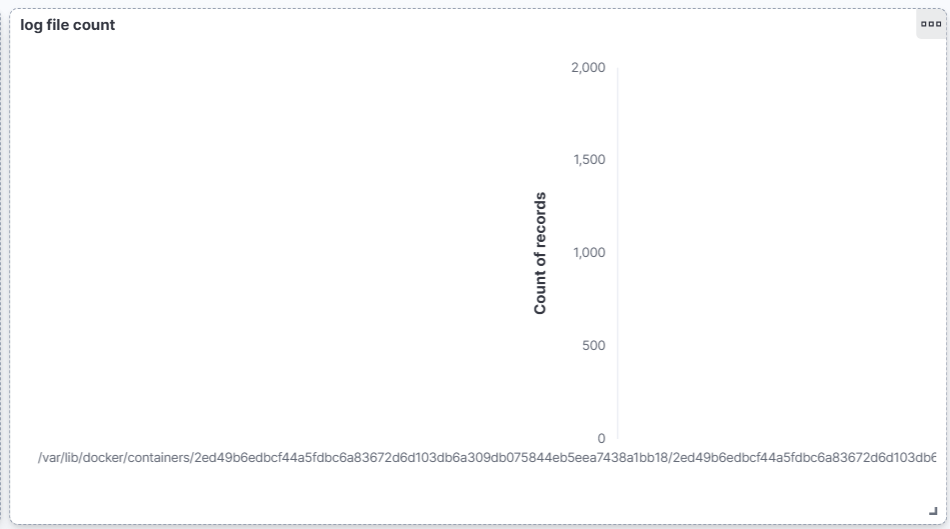 log file count
2,000
1,500
1,000
500
0
Count of records
/var/lib/docker/containers/2ed49b6edbcf44a5fdbc6a83672d6d103db6a309db075844eb5eea7438a1bb18/2ed49b6edbcf44a5fdbc6a83672d6d103db6